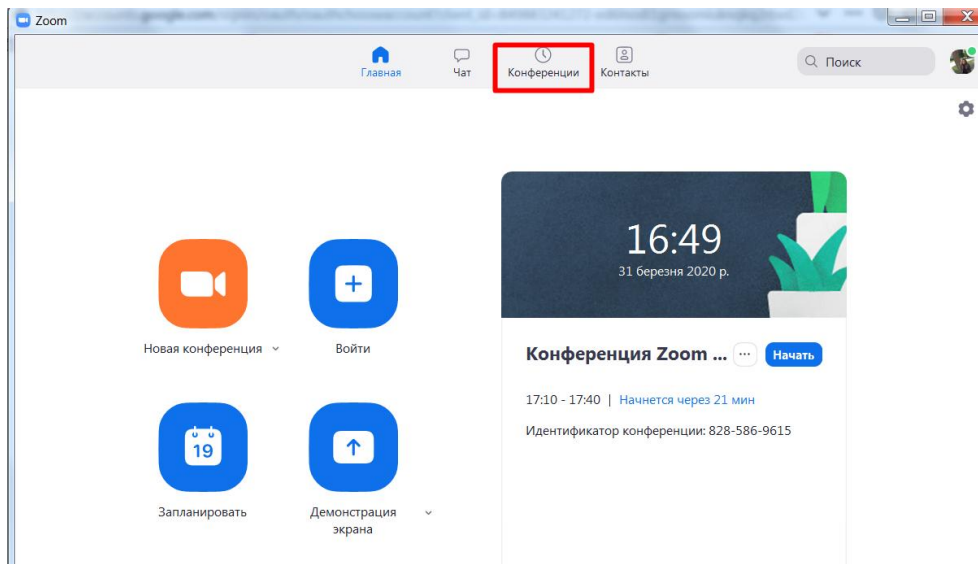 Zoom
Главная
Чат
Конференции
Контакты
Поиск
16:49
31 березня 2020 р.
Новая конференция
Войти
Конференция Zoom ...
Начать
17:10 - 17:40 | Начнется через 21 мин
Идентификатор конференции: 828-586-9615
19
Запланировать
Демонстрация
экрана